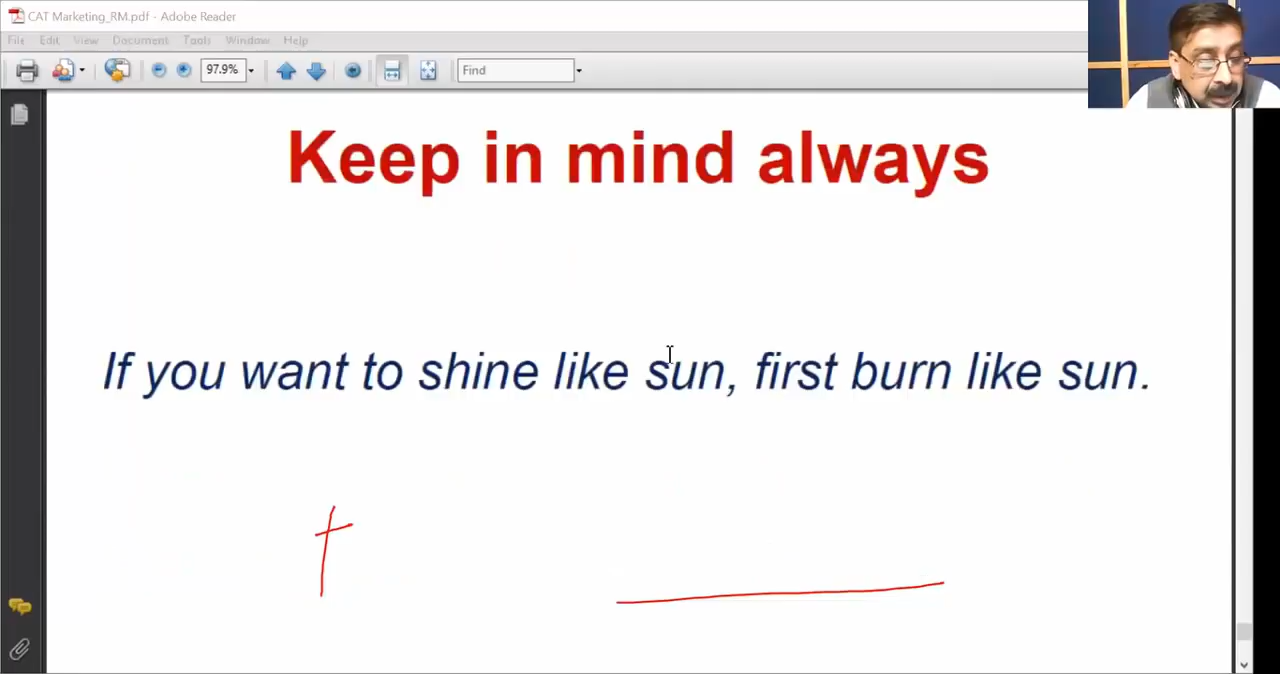 CAT Marketing_RM.pdf - Adobe Reader
File Edit View Document Tools Window Help
97.9% Find
Keep in mind always
If you want to shine like sun, first burn like sun.
t